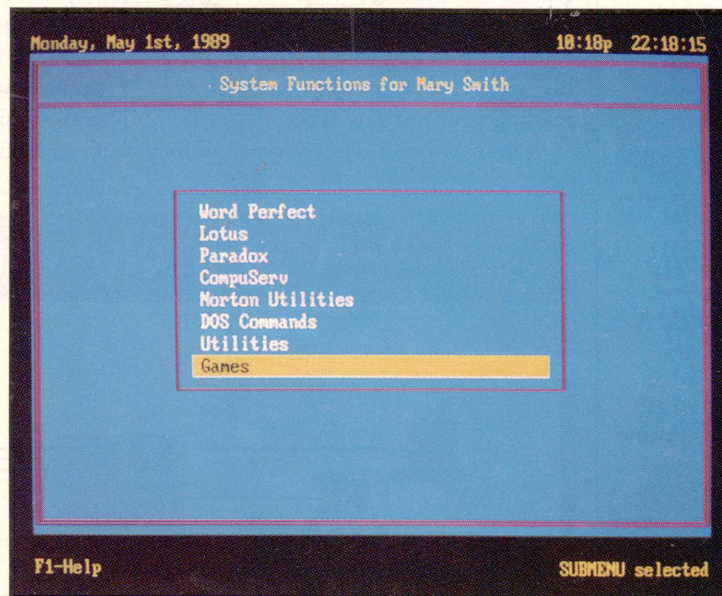 Monday, May 1st, 1989 10:18p 22:18:15
System Functions for Mary Smith
Word Perfect
Lotus
Paradox
CompuServ
Norton Utilities
DOS Commands
Utilities
Games
F1-Help SUBMENU selected